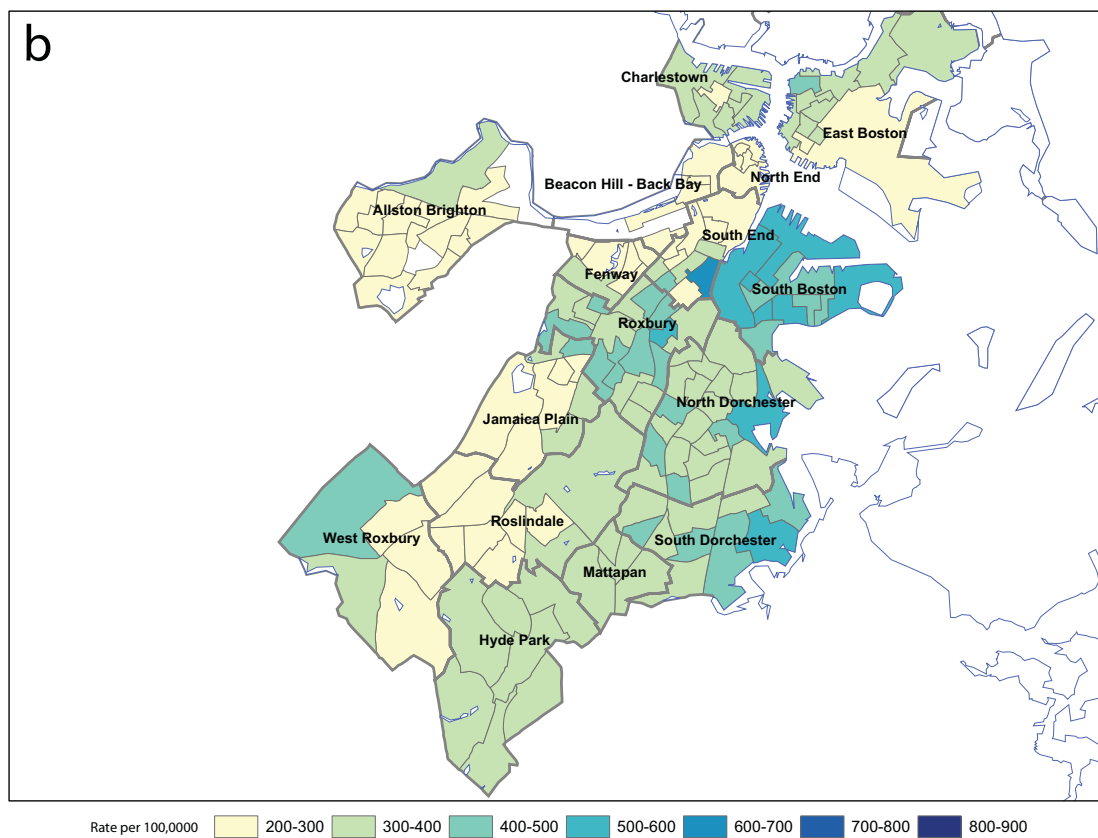 b
Charlestown
East Boston
Beacon Hill - Back Bay
North End
Allston Brighton
South End
Fenway
South Boston
Roxbury
North Dorchester
Jamaica Plain
Roslindale
West Roxbury
South Dorchester
Mattapan
Hyde Park
Rate per 100,0000 200-300 300-400 400-500 500-600 600-700 700-800 800-900